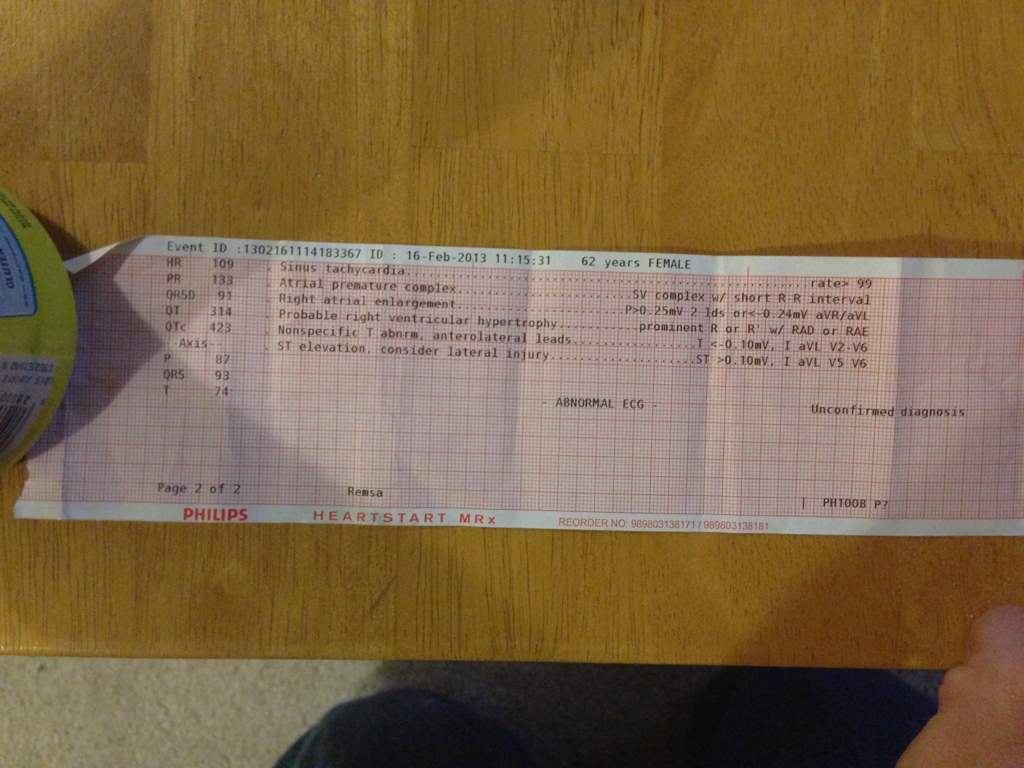 Event ID :1302161114183367 ID : 16-Feb-2013 11:15:31 62 years FEMALE
HR 109 . Sinus tachycardia...rate> 99
PR 133 . Atrial premature complex...SV complex w/ short R-R interval
QRSD 91 . Right atrial enlargement...P>0.25mV 2 lds or<-0.24mV aVR/aVL
QT 314 . Probable right ventricular hypertrophy...prominent R or R' w/ RAD or RAE
QTc 423 . Nonspecific T abnrm, anterolateral leads...T <-0.10mV, I aVL V2-V6
- Axis- . ST elevation, consider lateral injury...ST >0.10mV, I aVL V5 V6
P 87
QRS 93
T 74
- ABNORMAL ECG -
Unconfirmed diagnosis
Page 2 of 2 Remsa
| PH100B P?
PHILIPS HEARTSTART MRx REORDER NO 989803138171 / 989803138181
GLUTEN